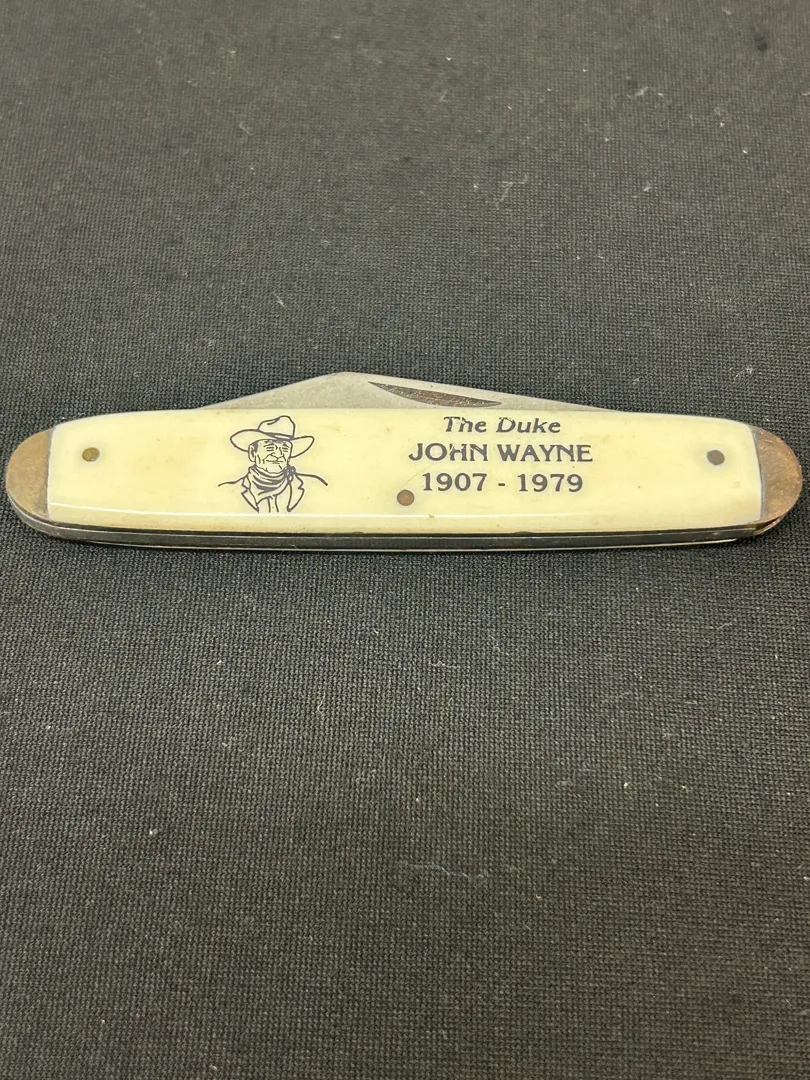 The Duke
JOHN WAYNE
1907 - 1979